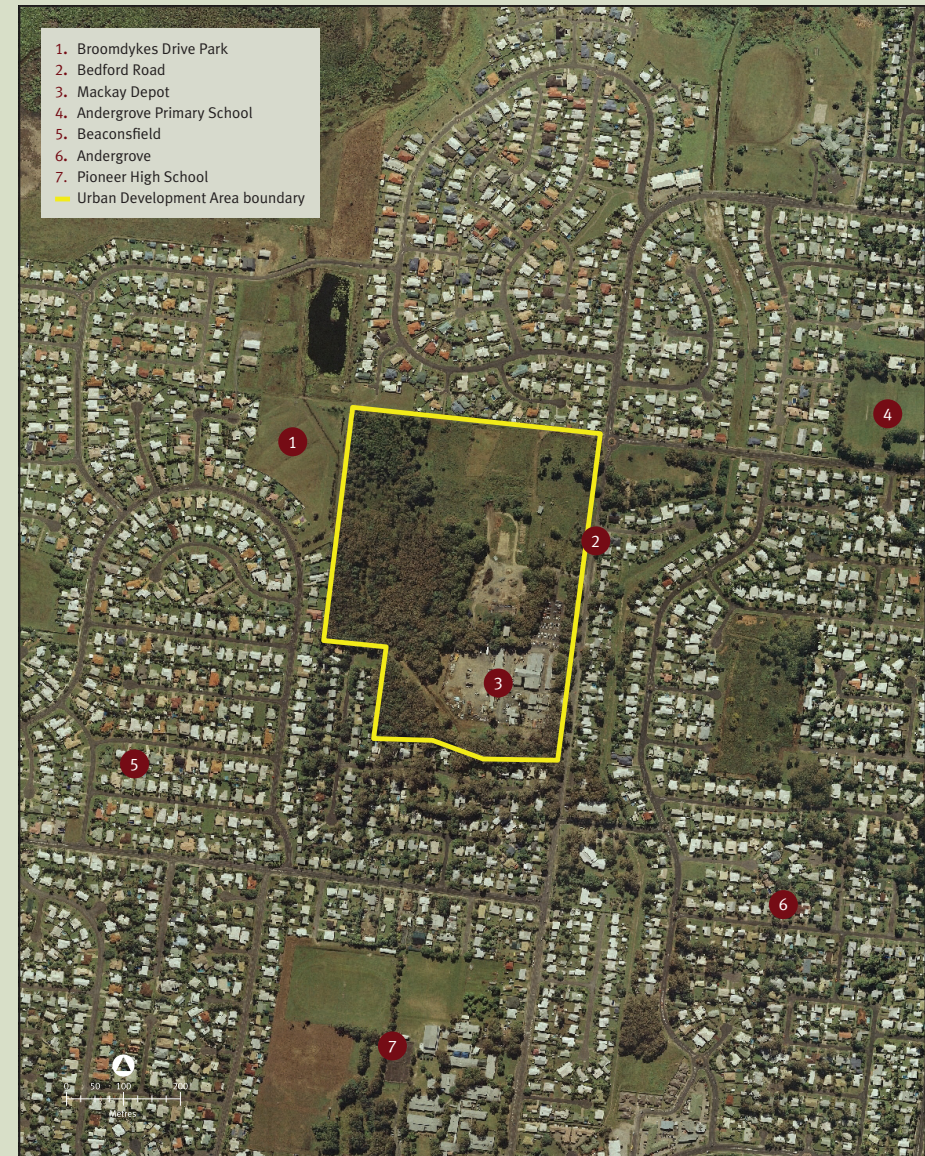 1. Broomdykes Drive Park
2. Bedford Road
3. Mackay Depot
4. Andergrove Primary School
5. Beaconsfield
6. Andergrove
7. Pioneer High School
Urban Development Area boundary
4
1
2
3
5
6
7
0 50 100 200
Metres